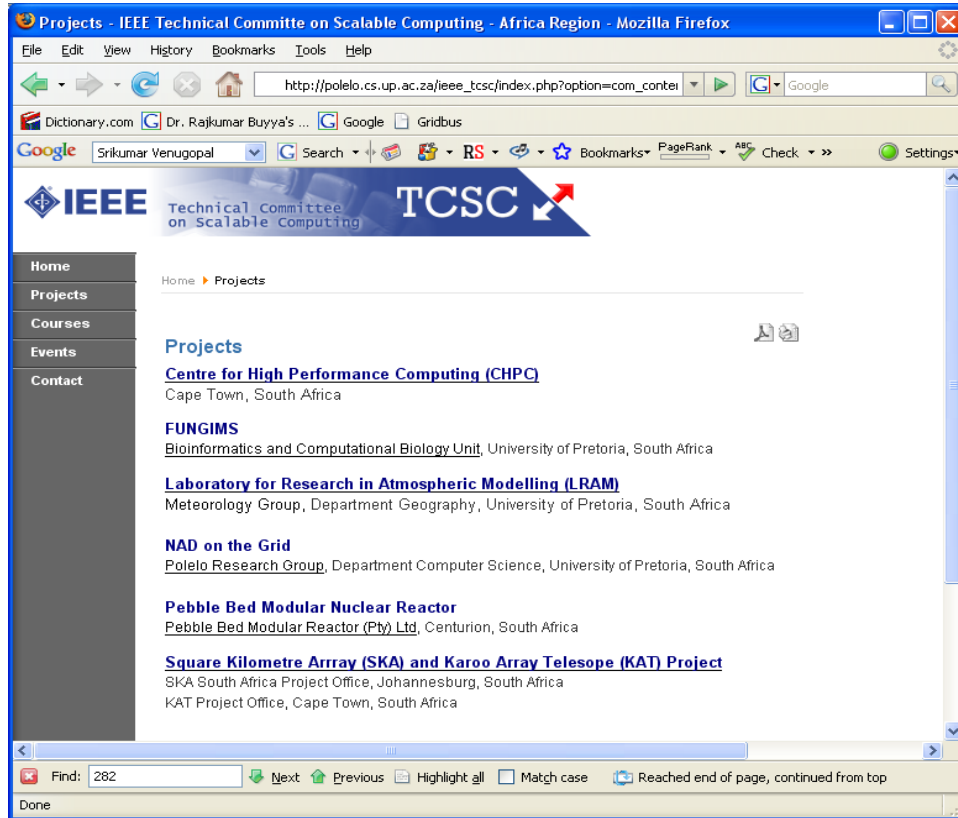 Projects - IEEE Technical Committe on Scalable Computing - Africa Region - Mozilla Firefox
File Edit View History Bookmarks Tools Help
http://polelo.cs.up.ac.za/ieee_tcsc/index.php?option=com_conter G Google
Dictionary.com G Dr. Rajkumar Buyya's ... G Google Gridbus
Google Srikumar Venugopal G Search RS Bookmarks PageRank ABC Check » Settings
IEEE Technical Committee on Scalable Computing TCSC
Home
Projects
Courses
Events
Contact
Home Projects
Projects
Centre for High Performance Computing (CHPC)
Cape Town, South Africa
FUNGIMS
Bioinformatics and Computational Biology Unit, University of Pretoria, South Africa
Laboratory for Research in Atmospheric Modelling (LRAM)
Meteorology Group, Department Geography, University of Pretoria, South Africa
NAD on the Grid
Polelo Research Group, Department Computer Science, University of Pretoria, South Africa
Pebble Bed Modular Nuclear Reactor
Pebble Bed Modular Reactor (Pty) Ltd, Centurion, South Africa
Square Kilometre Arrray (SKA) and Karoo Array Telesope (KAT) Project
SKA South Africa Project Office, Johannesburg, South Africa
KAT Project Office, Cape Town, South Africa
Find: 282 Next Previous Highlight all Match case Reached end of page, continued from top
Done